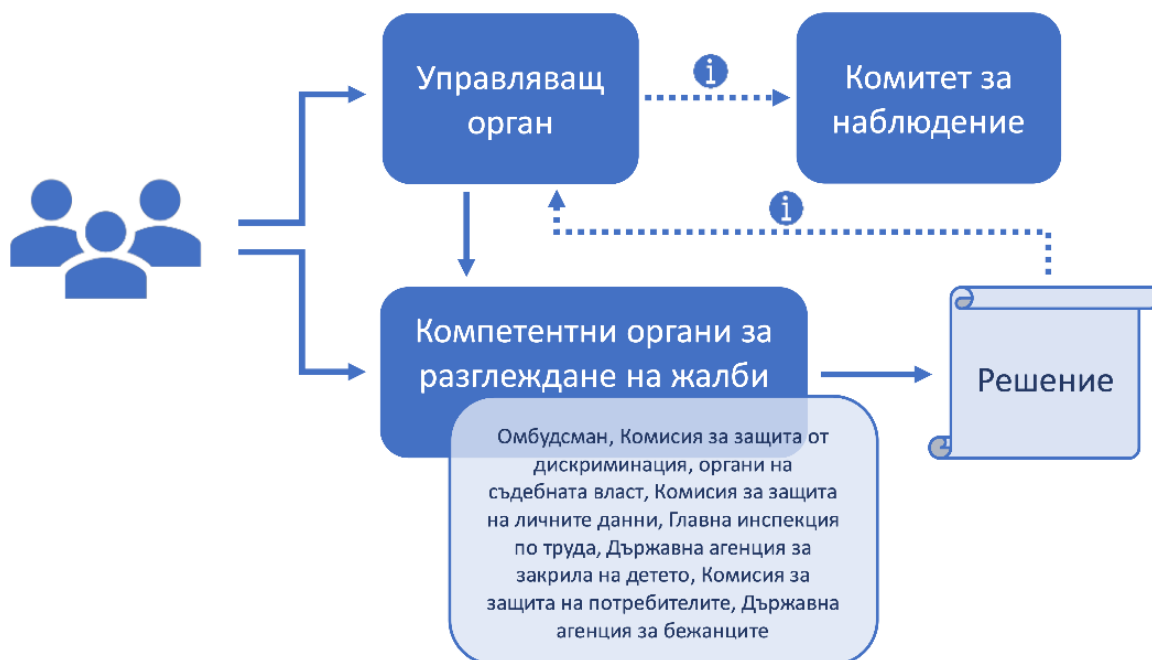 Управляващ
орган
Комитет за
наблюдение
Компетентни органи за
разглеждане на жалби
Решение
Омбудсман, Комисия за защита от
дискриминация, органи на
съдебната власт, Комисия за защита
на личните данни, Главна инспекция
по труда, Държавна агенция за
закрила на детето, Комисия за
защита на потребителите, Държавна
агенция за бежанците